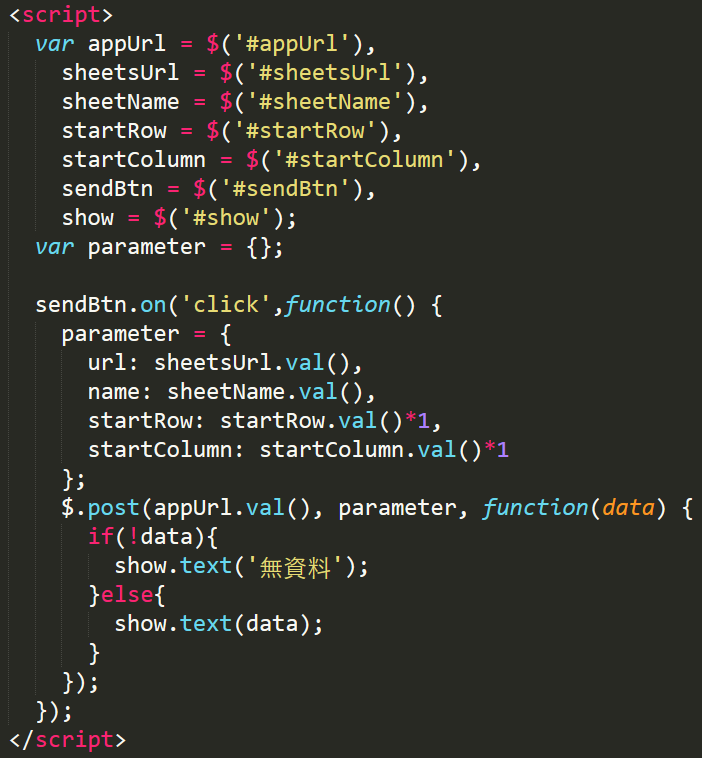 <script>
  var appUrl = $('#appUrl'),
    sheetsUrl = $('#sheetsUrl'),
    sheetName = $('#sheetName'),
    startRow = $('#startRow'),
    startColumn = $('#startColumn'),
    sendBtn = $('#sendBtn'),
    show = $('#show');
  var parameter = {};

  sendBtn.on('click',function() {
    parameter = {
      url: sheetsUrl.val(),
      name: sheetName.val(),
      startRow: startRow.val()*1,
      startColumn: startColumn.val()*1
    };
    $.post(appUrl.val(), parameter, function(data) {
      if(!data){
        show.text('無資料');
      }else{
        show.text(data);
      }
    });
  });
</script>